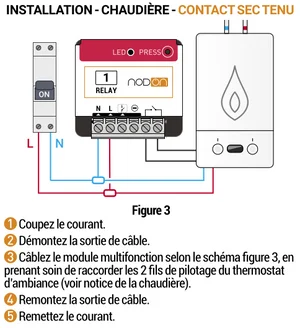 INSTALLATION - CHAUDIÈRE - CONTACT SEC TENU
LED PRESS
1
RELAY
nodon
ON
N L
L N
Figure 3
1 Coupez le courant.
2 Démontez la sortie de câble.
3 Câblez le module multifonction selon le schéma figure 3, en
prenant soin de raccorder les 2 fils de pilotage du thermostat
d'ambiance (voir notice de la chaudière).
4 Remontez la sortie de câble.
5 Remettez le courant.